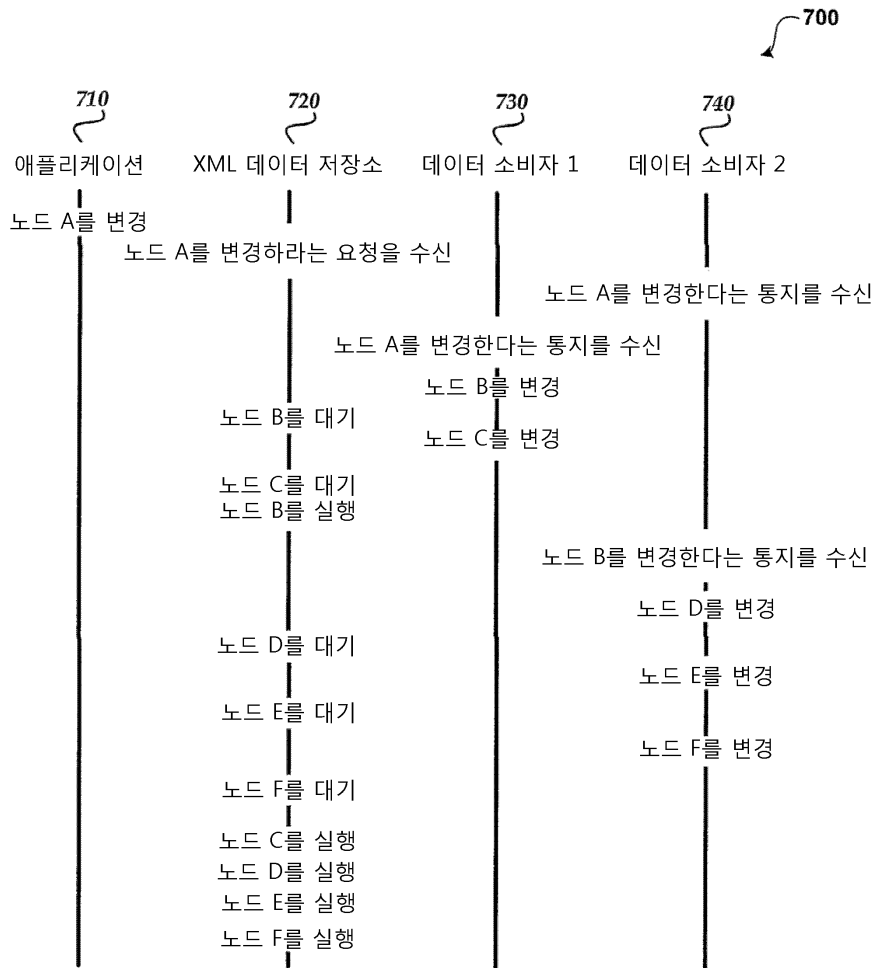 700
710
720
730
740
애플리케이션
XML 데이터 저장소
데이터 소비자 1
데이터 소비자 2
노드 A를 변경
노드 A를 변경하라는 요청을 수신
노드 A를 변경한다는 통지를 수신
노드 A를 변경한다는 통지를 수신
노드 B를 변경
노드 B를 대기
노드 C를 변경
노드 C를 대기
노드 B를 실행
노드 B를 변경한다는 통지를 수신
노드 D를 변경
노드 D를 대기
노드 E를 변경
노드 E를 대기
노드 F를 변경
노드 F를 대기
노드 C를 실행
노드 D를 실행
노드 E를 실행
노드 F를 실행